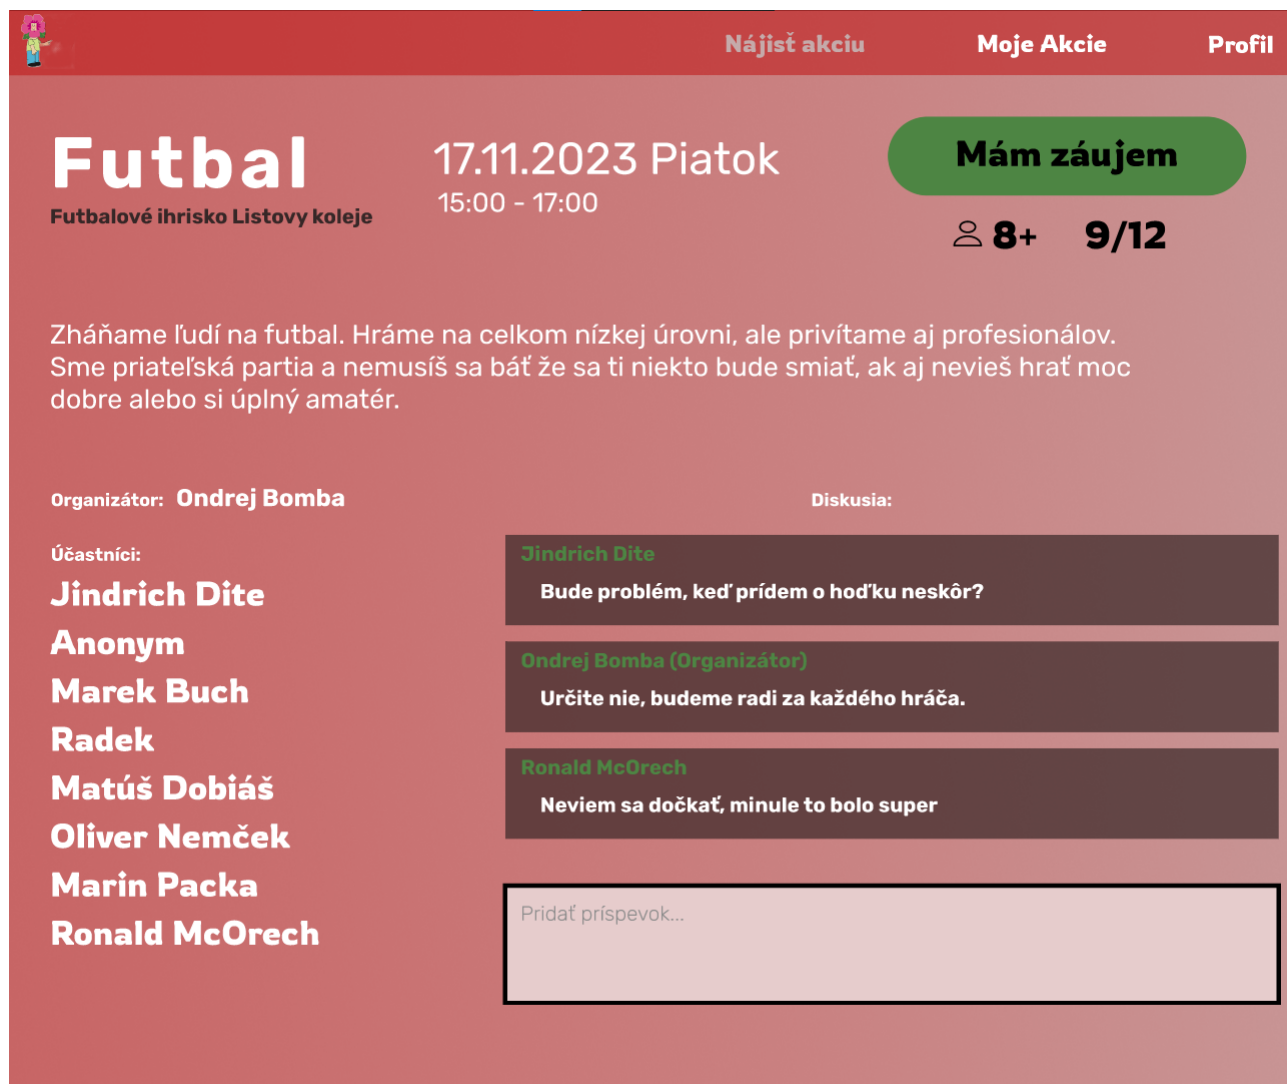 Nájisť akciu
Moje Akcie
Profil
Futbal
Futbalové ihrisko Listovy koleje
17.11.2023 Piatok
15:00 - 17:00
Mám záujem
8+
9/12
Zháňame ľudí na futbal. Hráme na celkom nízkej úrovni, ale privítame aj profesionálov.
Sme priateľská partia a nemusíš sa báť že sa ti niekto bude smiať, ak aj nevieš hrať moc
dobre alebo si úplný amatér.
Organizátor: Ondrej Bomba
Účastníci:
Jindrich Dite
Anonym
Marek Buch
Radek
Matúš Dobiáš
Oliver Nemček
Marin Packa
Ronald McOrech
Diskusia:
Jindrich Dite
Bude problém, keď prídem o hoďku neskôr?
Ondrej Bomba (Organizátor)
Určite nie, budeme radi za každého hráča.
Ronald McOrech
Neviem sa dočkať, minule to bolo super
Pridať príspevok...